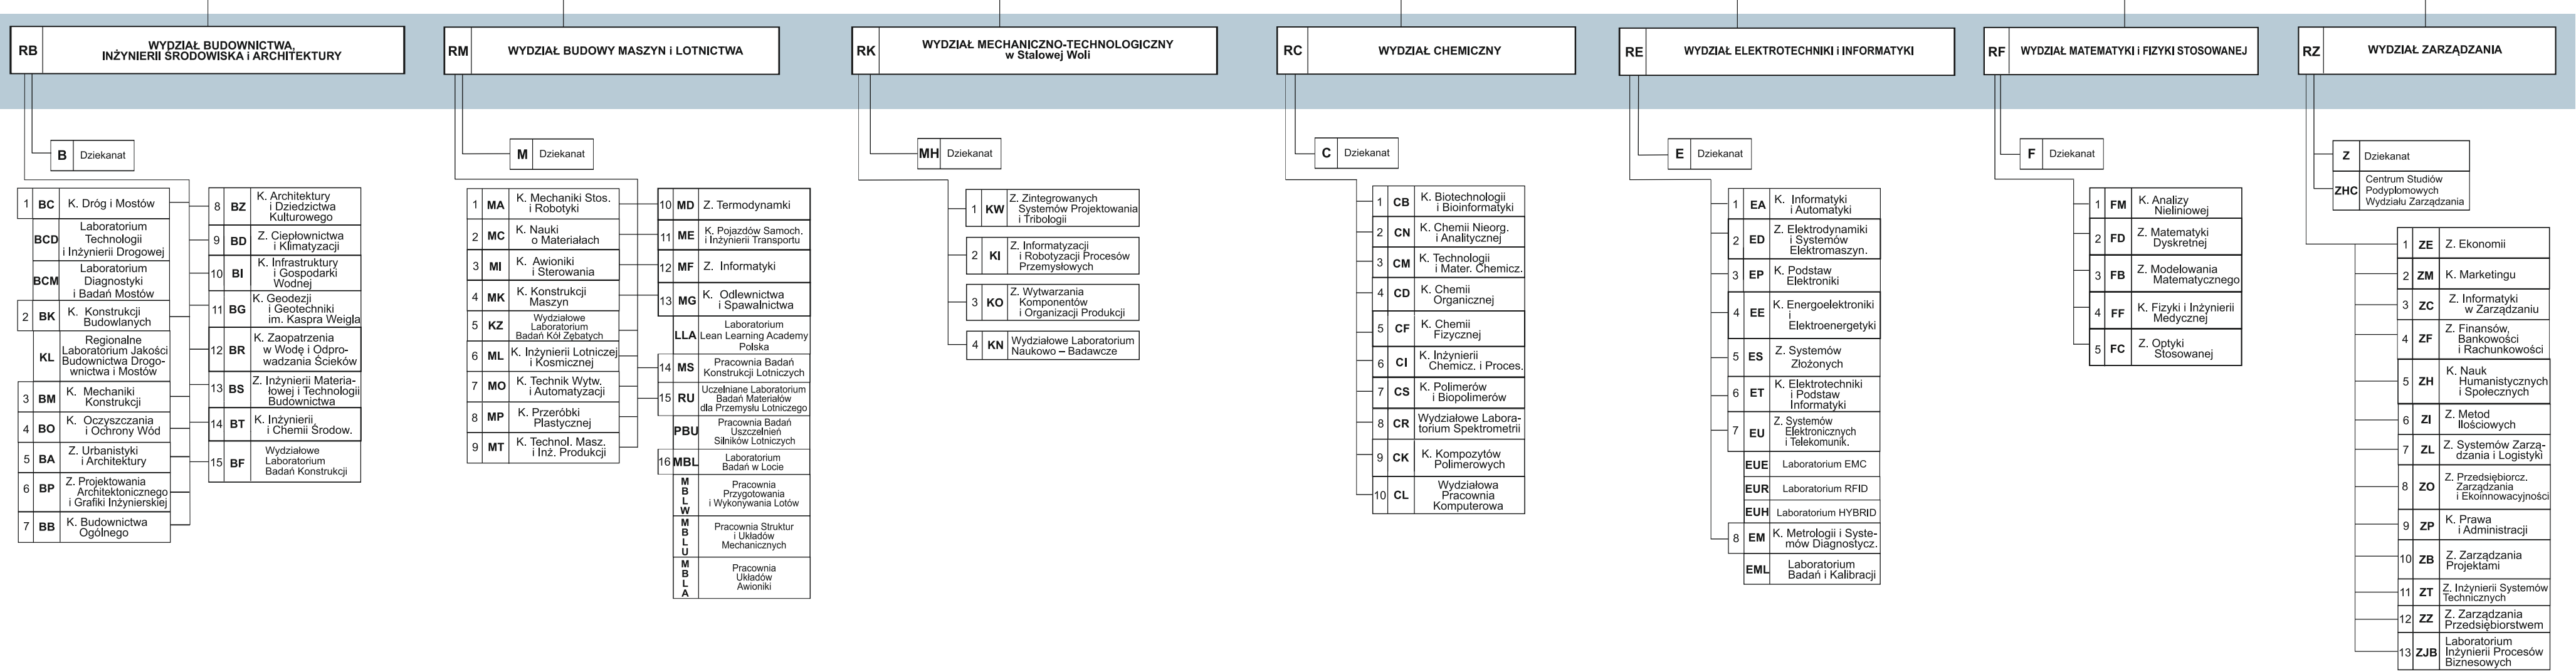 RB
WYDZIAŁ BUDOWNICTWA,
INŻYNIERII ŚRODOWISKA i ARCHITEKTURY
B Dziekanat
1 BC K. Dróg i Mostów
BCD Laboratorium
Technologii
i Inżynierii Drogowej
BCM Laboratorium
Diagnostyki
i Badań Mostów
2 BK K. Konstrukcji
Budowlanych
KL Regionalne
Laboratorium Jakości
Budownictwa Drogo-
wnictwa i Mostów
3 BM K. Mechaniki
Konstrukcji
4 BO K. Oczyszczania
i Ochrony Wód
5 BA Z. Urbanistyki
i Architektury
6 BP Z. Projektowania
Architektonicznego
i Grafiki Inżynierskiej
7 BB K. Budownictwa
Ogólnego
8 BZ K. Architektury
i Dziedzictwa
Kulturowego
9 BD Z. Ciepłownictwa
i Klimatyzacji
10 BI K. Infrastruktury
i Gospodarki
Wodnej
11 BG K. Geodezji
i Geotechniki
im. Kaspra Weigla
12 BR K. Zaopatrzenia
w Wodę i Odpro-
wadzania Ścieków
13 BS Z. Inżynierii Materia-
łowej i Technologii
Budownictwa
14 BT K. Inżynierii
i Chemii Środow.
15 BF Wydziałowe
Laboratorium
Badań Konstrukcji
RM WYDZIAŁ BUDOWY MASZYN i LOTNICTWA
M Dziekanat
1 MA K. Mechaniki Stos.
i Robotyki
2 MC K. Nauki
o Materiałach
3 MI K. Awioniki
i Sterowania
4 MK K. Konstrukcji
Maszyn
5 KZ Wydziałowe
Laboratorium
Badań Kół Zębatych
6 ML K. Inżynierii Lotniczej
i Kosmicznej
7 MO K. Technik Wytw.
i Automatyzacji
8 MP K. Przeróbki
Plastycznej
9 MT K. Technol. Masz.
i Inż. Produkcji
10 MD Z. Termodynamki
11 ME K. Pojazdów Samoch.
i Inżynierii Transportu
12 MF Z. Informatyki
13 MG K. Odlewnictwa
i Spawalnictwa
LLA Laboratorium
Lean Learning Academy
Polska
14 MS Pracownia Badań
Konstrukcji Lotniczych
15 RU Uczelniane Laboratorium
Badań Materiałów
dla Przemysłu Lotniczego
PBU Pracownia Badań
Uszczelnień
Silników Lotniczych
16 MBL Laboratorium
Badań w Locie
MBLW Pracownia
Przygotowania
i Wykonywania Lotów
MBLU Pracownia Struktur
i Układów
Mechanicznych
MBLA Pracownia
Układów
Awioniki
RK WYDZIAŁ MECHANICZNO-TECHNOLOGICZNY
w Stalowej Woli
MH Dziekanat
1 KW Z. Zintegrowanych
Systemów Projektowania
i Tribologii
2 KI Z. Informatyzacji
i Robotyzacji Procesów
Przemysłowych
3 KO Z. Wytwarzania
Komponentów
i Organizacji Produkcji
4 KN Wydziałowe Laboratorium
Naukowo – Badawcze
RC WYDZIAŁ CHEMICZNY
C Dziekanat
1 CB K. Biotechnologii
i Bioinformatyki
2 CN K. Chemii Nieorg.
i Analitycznej
3 CM K. Technologii
i Mater. Chemicz.
4 CD K. Chemii
Organicznej
5 CF K. Chemii
Fizycznej
6 CI K. Inżynierii
Chemicz. i Proces.
7 CS K. Polimerów
i Biopolimerów
8 CR Wydziałowe Labora-
torium Spektrometrii
9 CK K. Kompozytów
Polimerowych
10 CL Wydziałowa
Pracownia
Komputerowa
RE WYDZIAŁ ELEKTROTECHNIKI i INFORMATYKI
E Dziekanat
1 EA K. Informatyki
i Automatyki
2 ED Z. Elektrodynamiki
i Systemów
Elektromaszyn.
3 EP K. Podstaw
Elektroniki
4 EE K. Energoelektroniki
i
Elektroenergetyki
5 ES Z. Systemów
Złożonych
6 ET K. Elektrotechniki
i Podstaw
Informatyki
7 EU Z. Systemów
Elektronicznych
i Telekomunik.
EUE Laboratorium EMC
EUR Laboratorium RFID
EUH Laboratorium HYBRID
8 EM K. Metrologii i Syste-
mów Diagnostycz.
EML Laboratorium
Badań i Kalibracji
RF WYDZIAŁ MATEMATYKI i FIZYKI STOSOWANEJ
F Dziekanat
1 FM K. Analizy
Nieliniowej
2 FD Z. Matematyki
Dyskretnej
3 FB Z. Modelowania
Matematycznego
4 FF K. Fizyki i Inżynierii
Medycznej
5 FC Z. Optyki
Stosowanej
RZ WYDZIAŁ ZARZĄDZANIA
Z Dziekanat
ZHC Centrum Studiów
Podyplomowych
Wydziału Zarządzania
1 ZE Z. Ekonomii
2 ZM K. Marketingu
3 ZC Z. Informatyki
w Zarządzaniu
4 ZF Z. Finansów,
Bankowości
i Rachunkowości
5 ZH K. Nauk
Humanistycznych
i Społecznych
6 ZI Z. Metod
Ilościowych
7 ZL Z. Systemów Zarzą-
dzania i Logistyki
8 ZO Z. Przedsiębiorcz.
Zarządzania
i Ekoinnowacyjności
9 ZP K. Prawa
i Administracji
10 ZB Z. Zarządzania
Projektami
11 ZT Z. Inżynierii Systemów
Technicznych
12 ZZ Z. Zarządzania
Przedsiębiorstwem
13 ZJB Laboratorium
Inżynierii Procesów
Biznesowych